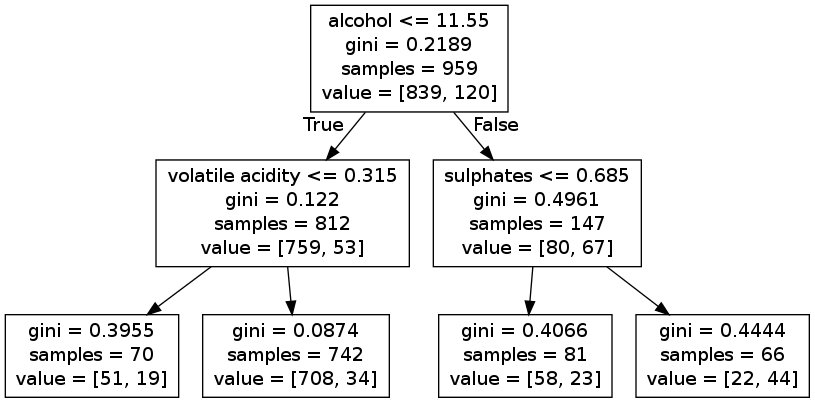 alcohol <= 11.55
gini = 0.2189
samples = 959
value = [839, 120]
True
False
volatile acidity <= 0.315
gini = 0.122
samples = 812
value = [759, 53]
sulphates <= 0.685
gini = 0.4961
samples = 147
value = [80, 67]
gini = 0.3955
samples = 70
value = [51, 19]
gini = 0.0874
samples = 742
value = [708, 34]
gini = 0.4066
samples = 81
value = [58, 23]
gini = 0.4444
samples = 66
value = [22, 44]